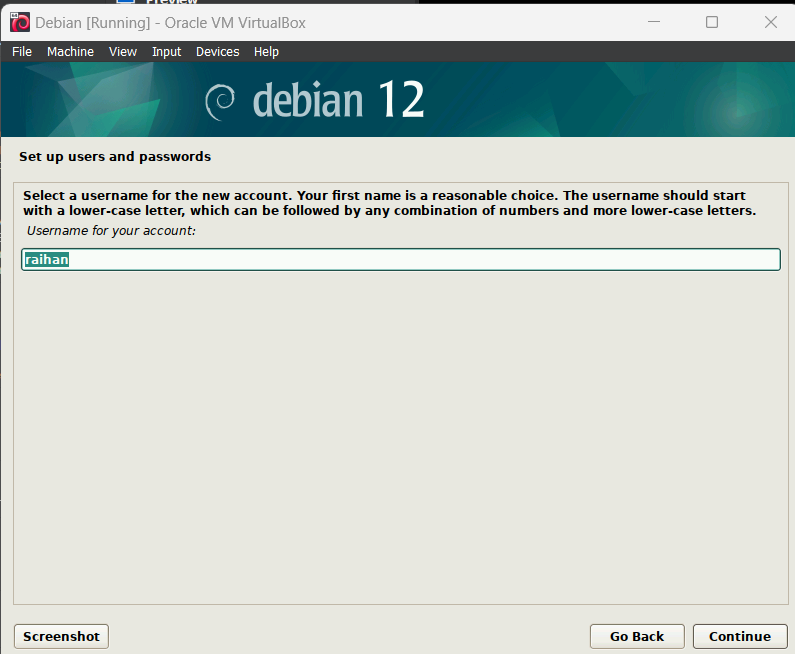 Preview
Debian [Running] - Oracle VM VirtualBox
File Machine View Input Devices Help
debian 12
Set up users and passwords
Select a username for the new account. Your first name is a reasonable choice. The username should start
with a lower-case letter, which can be followed by any combination of numbers and more lower-case letters.
Username for your account:
raihan
Screenshot
Go Back
Continue